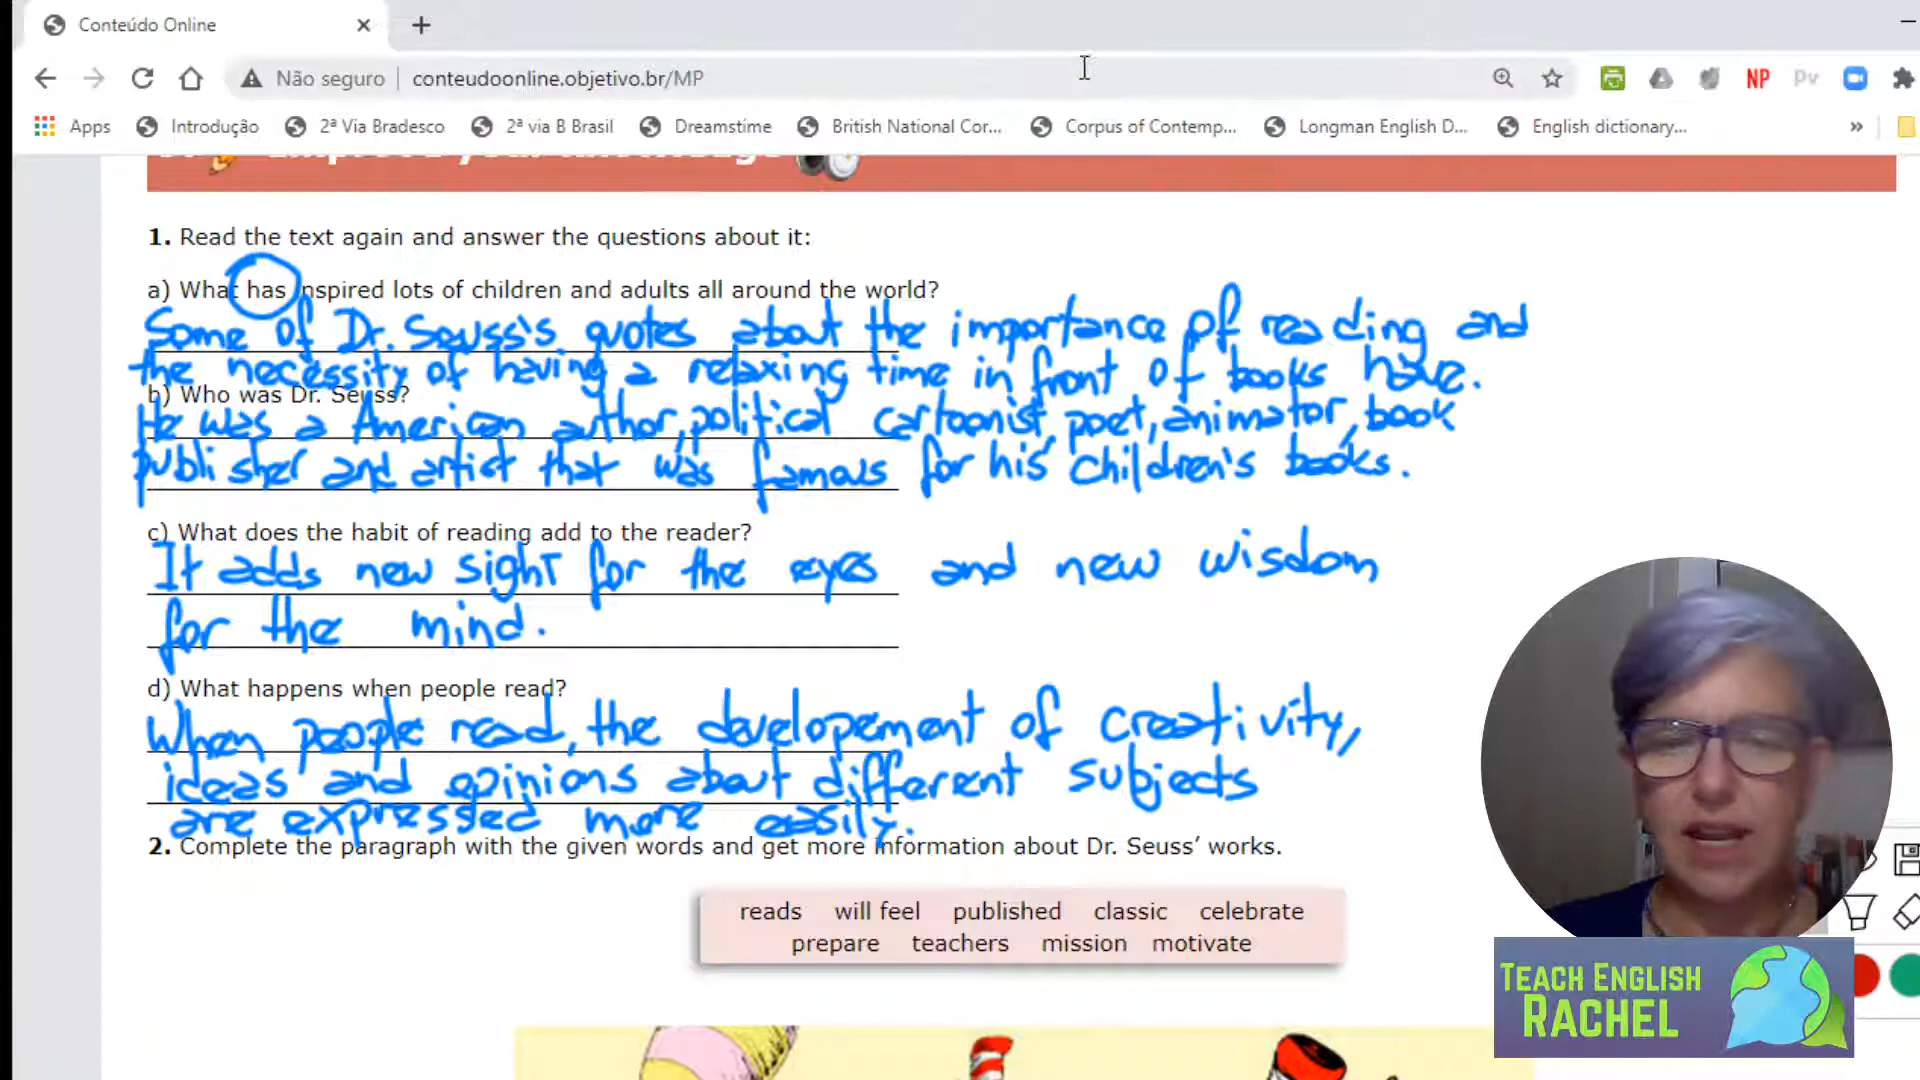 Conteúdo Online
Não seguro conteudoonline.objetivo.br/MP NP Pv
Apps Introdução 2ª Via Bradesco 2ª via B Brasil Dreamstime British National Cor... Corpus of Contemp... Longman English D... English dictionary... »
Improve your knowledge
1. Read the text again and answer the questions about it:
a) What has inspired lots of children and adults all around the world?
Some of Dr. Seuss's quotes about the importance of reading and
the necessity of having a relaxing time in front of books have.
b) Who was Dr. Seuss?
He was a American author, political cartoonist, poet, animator, book
publisher and artist that was famous for his children's books.
c) What does the habit of reading add to the reader?
It adds new sight for the eyes and new wisdom
for the mind.
d) What happens when people read?
When people read, the developement of creativity,
ideas and opinions about different subjects
are expressed more easily.
2. Complete the paragraph with the given words and get more information about Dr. Seuss’ works.
reads will feel published classic celebrate
prepare teachers mission motivate
TEACH ENGLISH
RACHEL